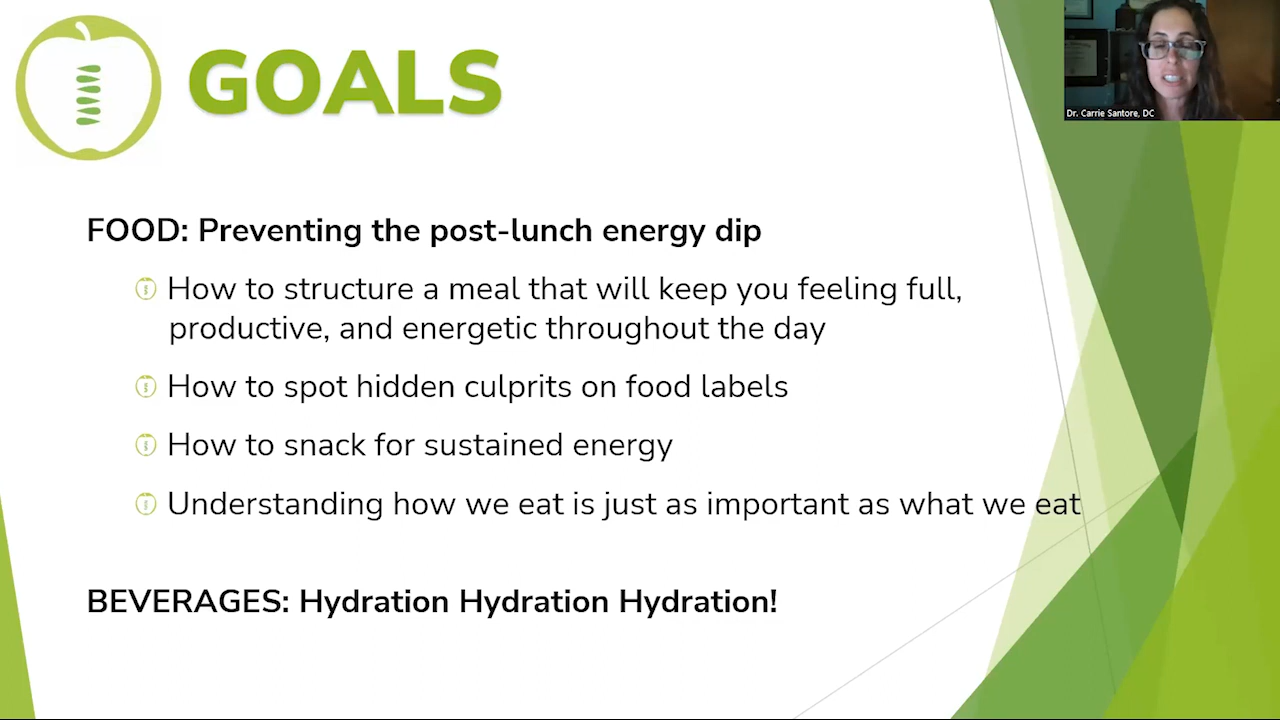 GOALS
Dr. Carrie Santore, DC
FOOD: Preventing the post-lunch energy dip
How to structure a meal that will keep you feeling full,
productive, and energetic throughout the day
How to spot hidden culprits on food labels
How to snack for sustained energy
Understanding how we eat is just as important as what we eat
BEVERAGES: Hydration Hydration Hydration!